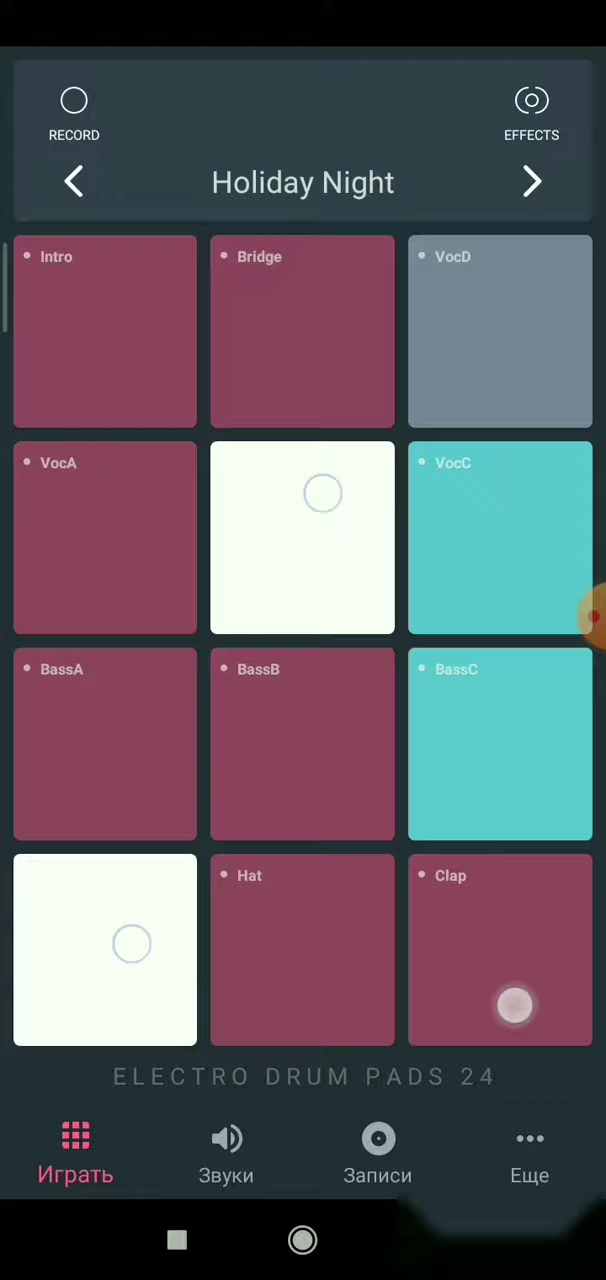 RECORD
EFFECTS
Holiday Night
Intro
Bridge
VocD
VocA
VocC
BassA
BassB
BassC
Hat
Clap
ELECTRO DRUM PADS 24
Играть
Звуки
Записи
Еще